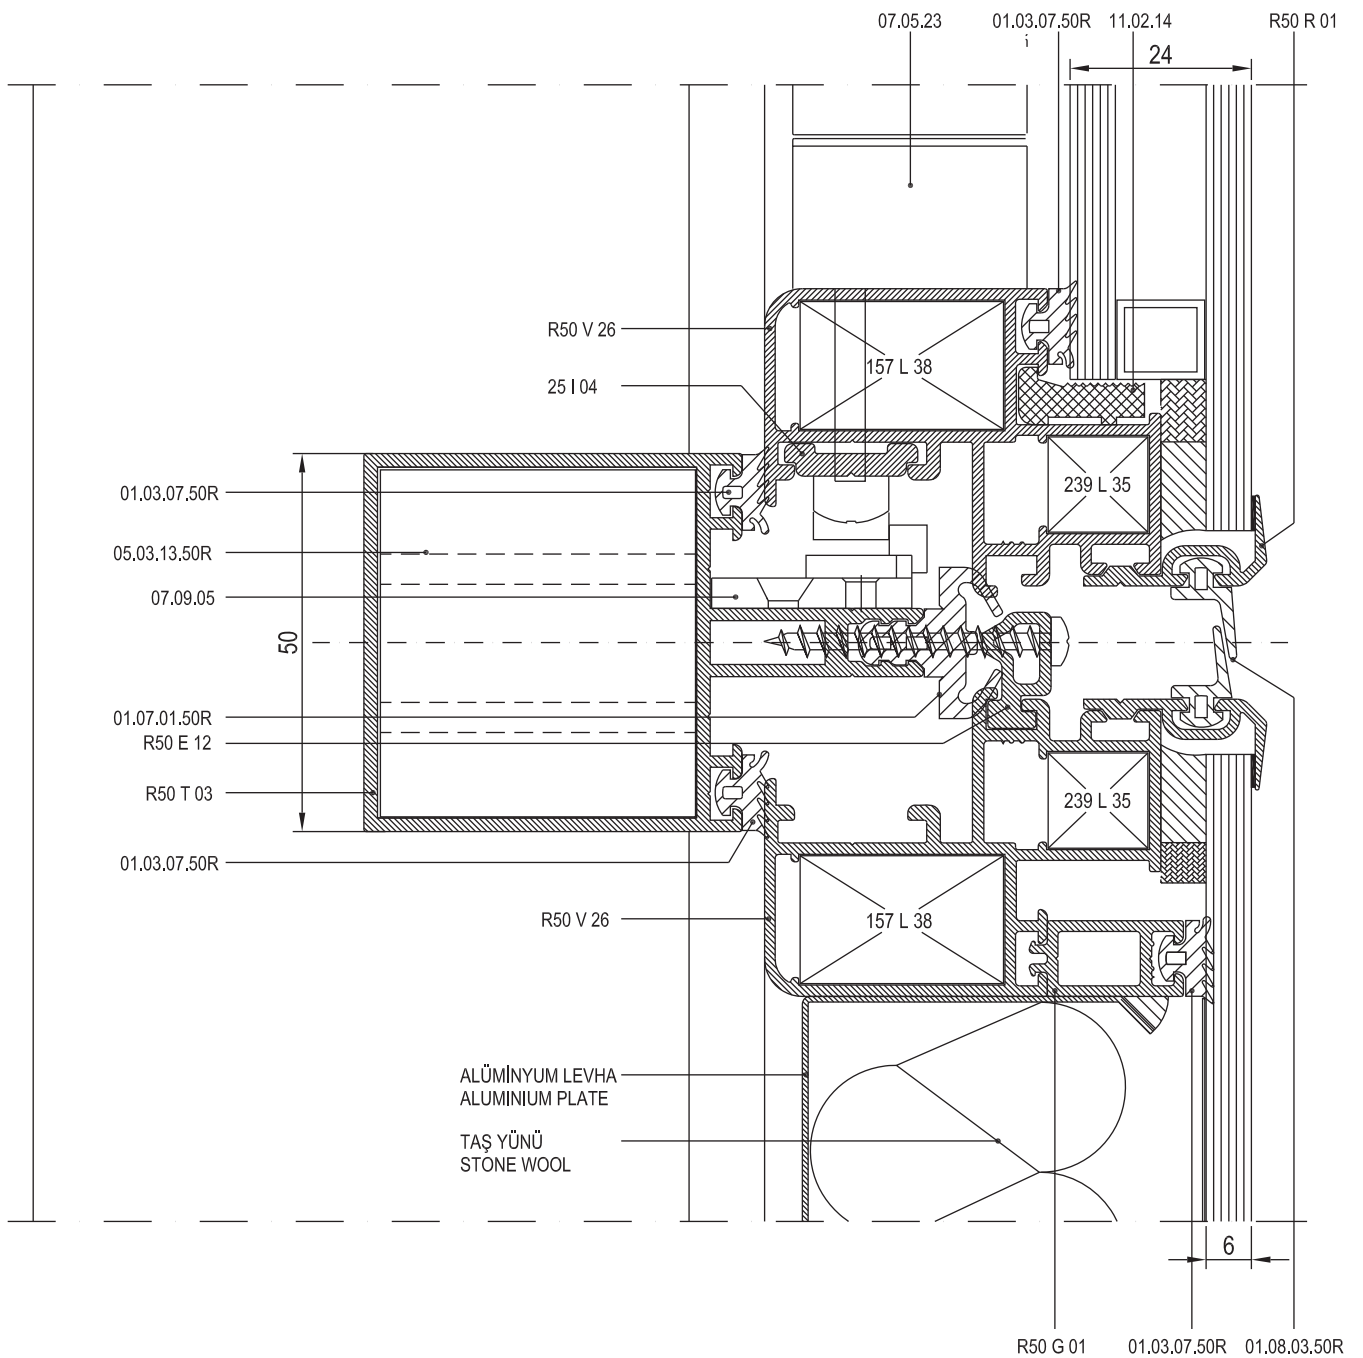 07.05.23
01.03.07.50R
11.02.14
R50 R 01
24
R50 V 26
157 L 38
25 I 04
239 L 35
01.03.07.50R
05.03.13.50R
07.09.05
50
01.07.01.50R
R50 E 12
R50 T 03
239 L 35
01.03.07.50R
R50 V 26
157 L 38
ALÜMİNYUM LEVHA
ALUMINIUM PLATE
TAŞ YÜNÜ
STONE WOOL
6
R50 G 01
01.03.07.50R
01.08.03.50R